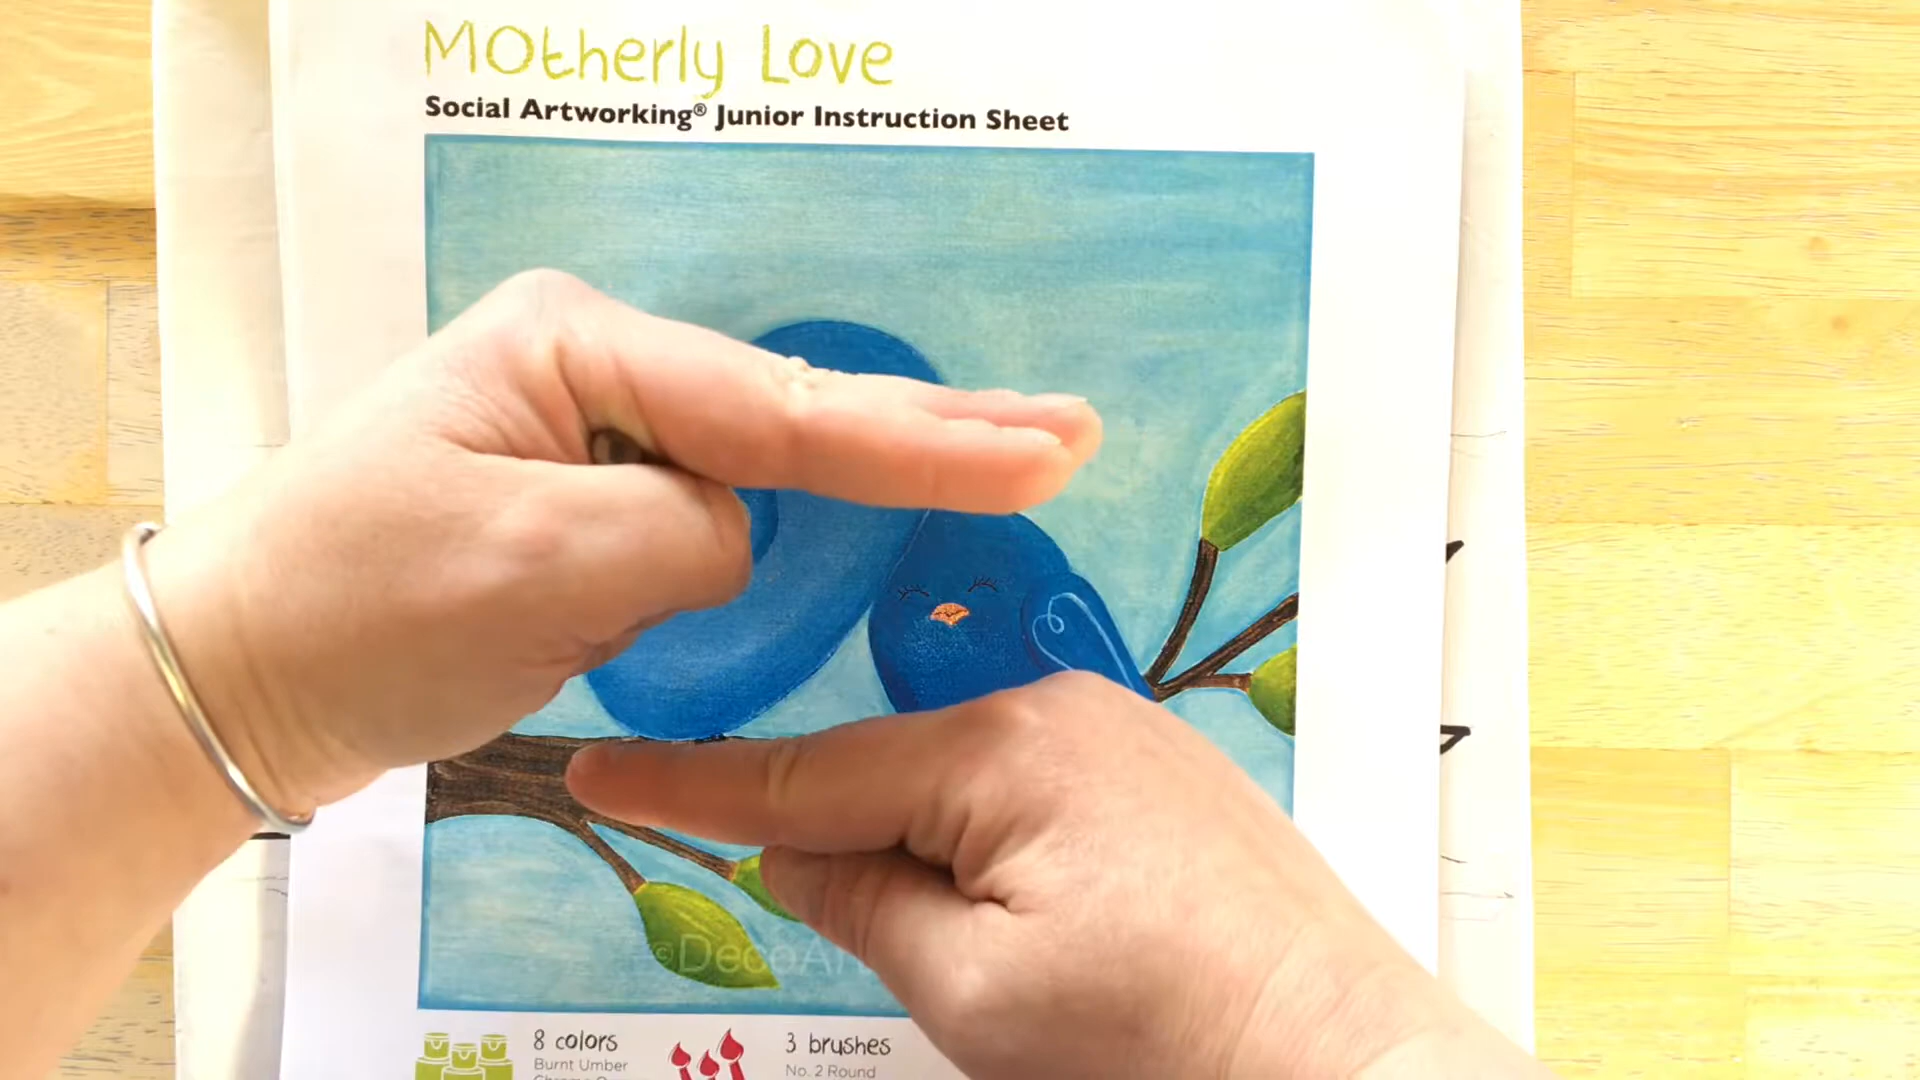 MOtherly Love
Social Artworking® Junior Instruction Sheet
©DecoArt
8 colors
Burnt Umber
3 brushes
No. 2 Round